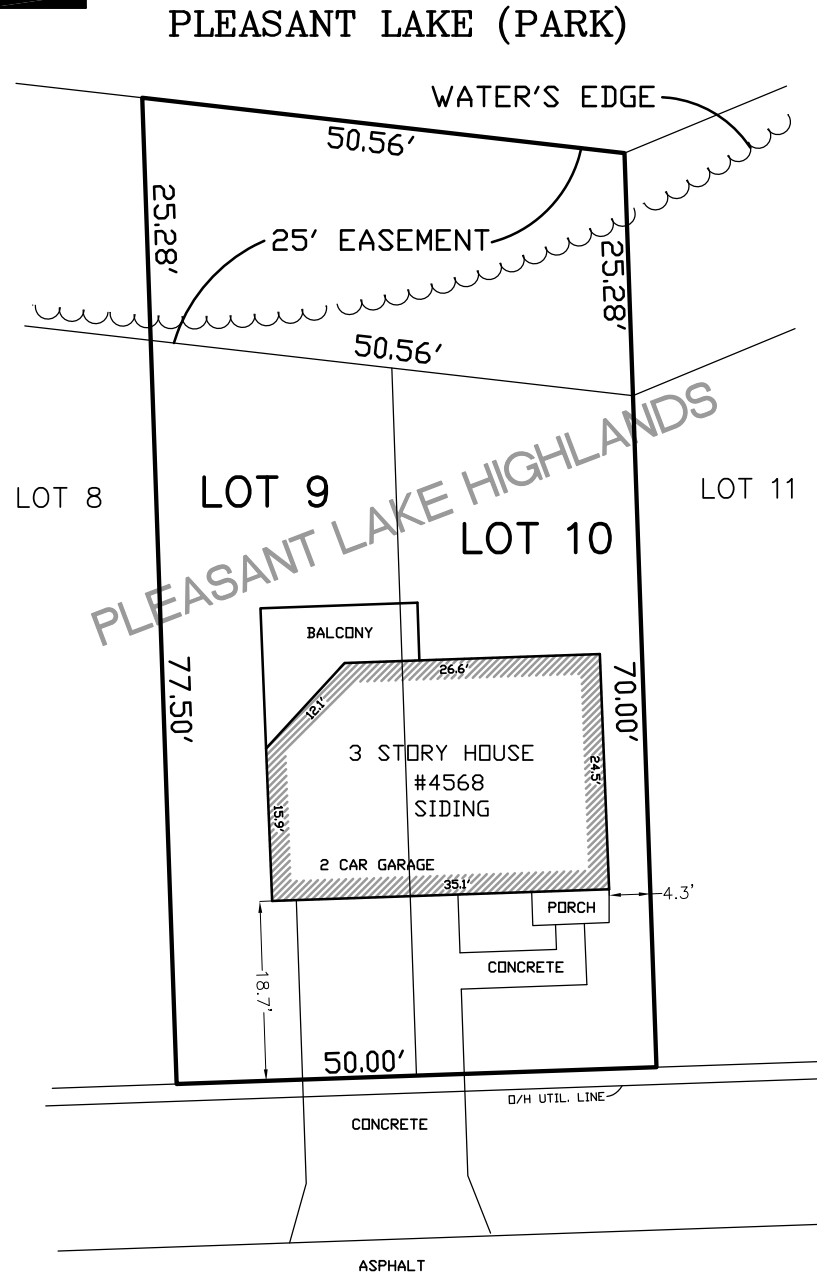 PLEASANT LAKE (PARK)
WATER'S EDGE
50.56'
25.28'
25' EASEMENT
25.28'
50.56'
PLEASANT LAKE HIGHLANDS
LOT 8
LOT 9
LOT 11
LOT 10
BALCONY
77.50'
26.6'
70.00'
12.1'
3 STORY HOUSE
#4568
SIDING
24.5'
15.9'
2 CAR GARAGE
35.1'
4.3'
PORCH
CONCRETE
18.7'
50.00'
O/H UTIL. LINE
CONCRETE
ASPHALT